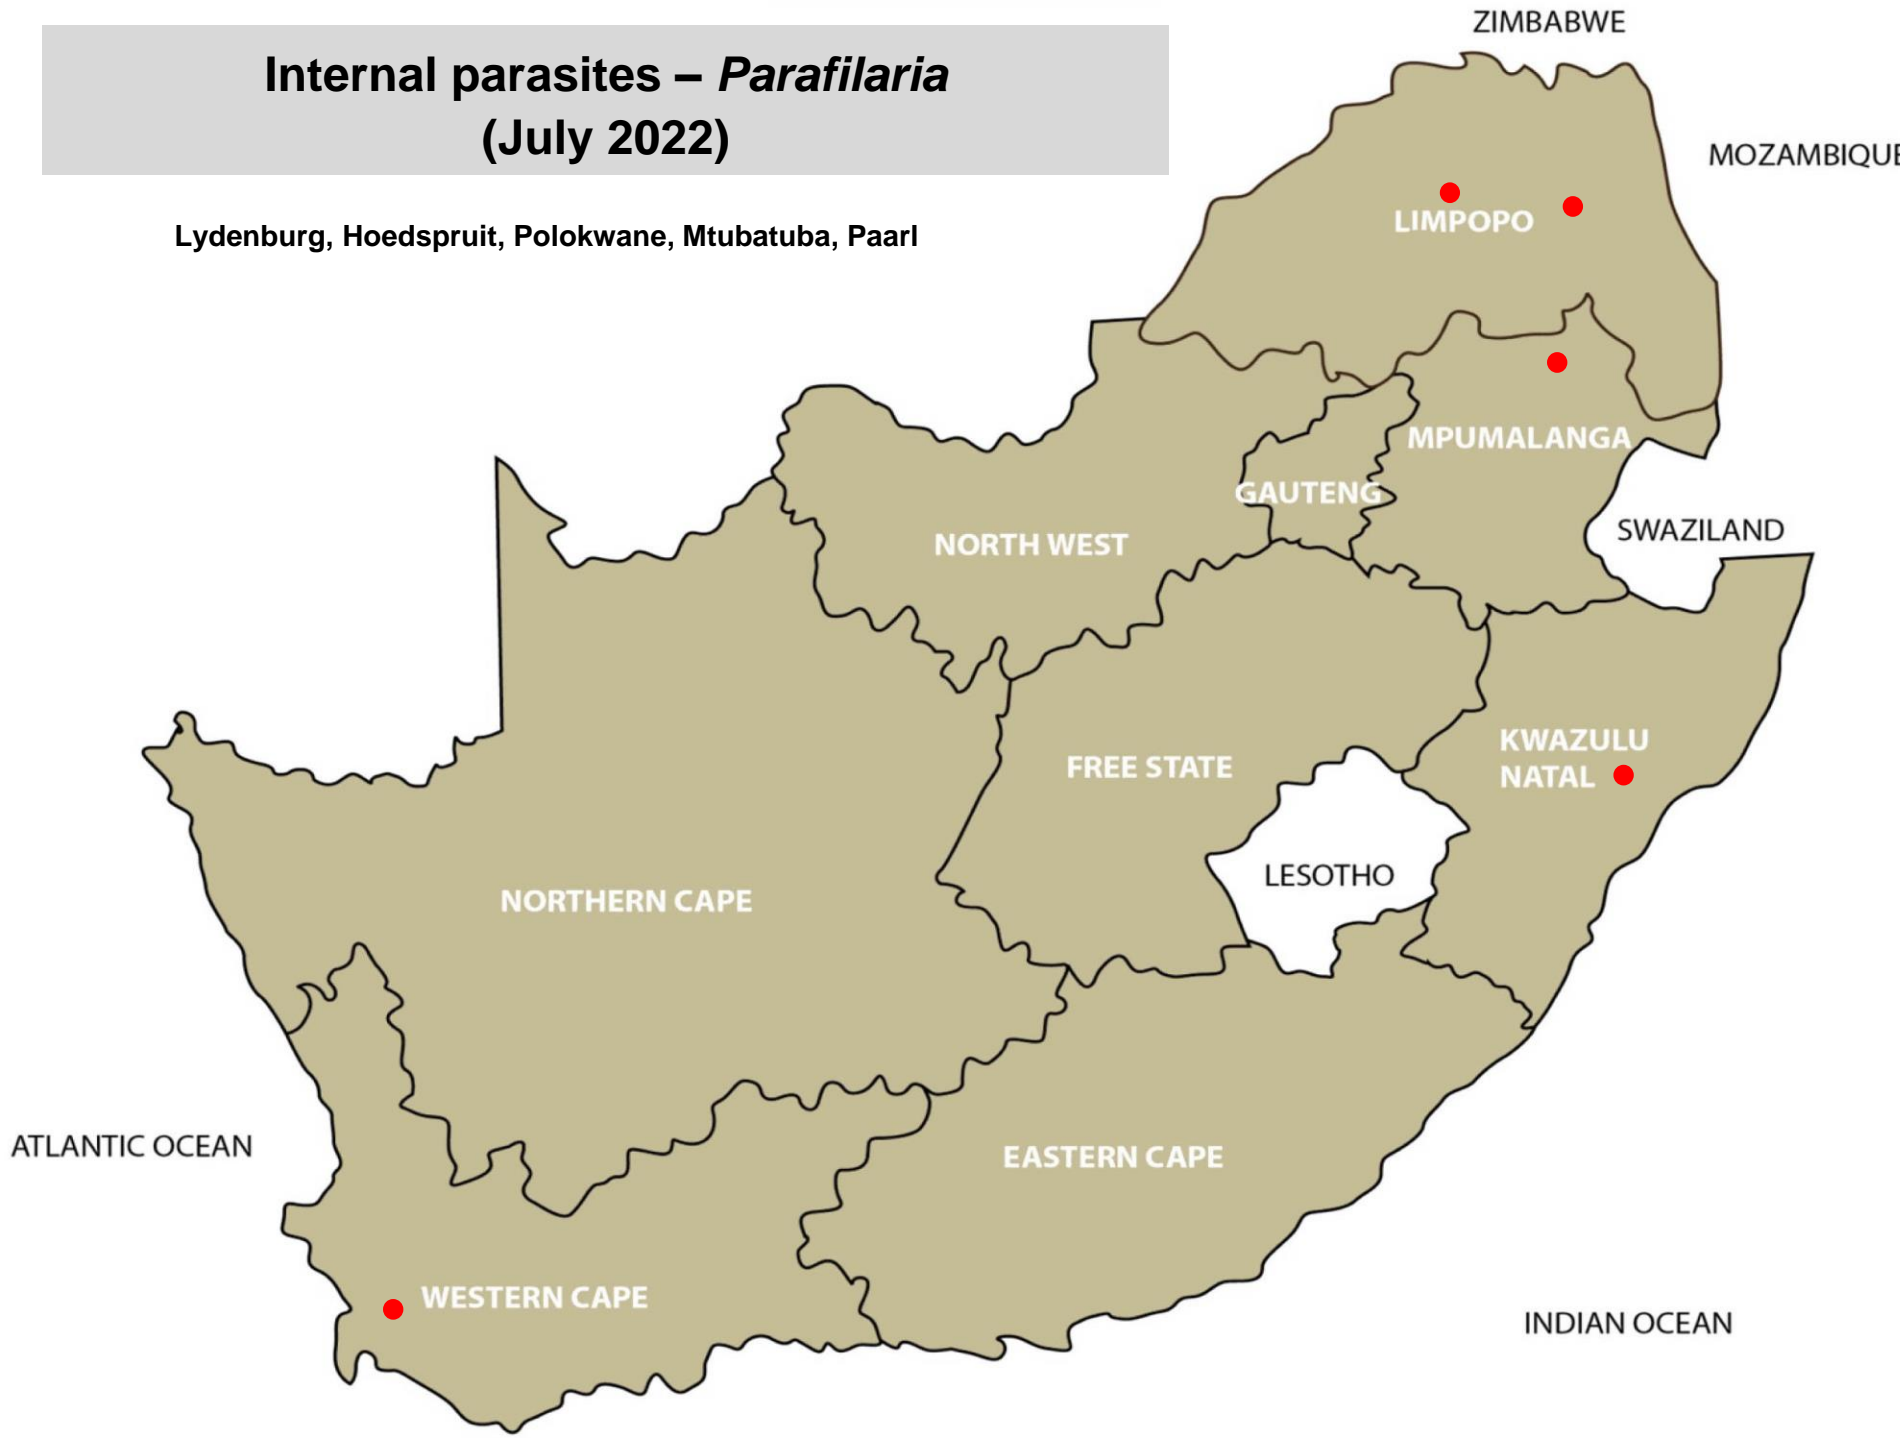 Internal parasites – Parafilaria
(July 2022)
Lydenburg, Hoedspruit, Polokwane, Mtubatuba, Paarl
ZIMBABWE
MOZAMBIQUE
LIMPOPO
MPUMALANGA
GAUTENG
SWAZILAND
NORTH WEST
KWAZULU
NATAL
FREE STATE
LESOTHO
NORTHERN CAPE
ATLANTIC OCEAN
EASTERN CAPE
WESTERN CAPE
INDIAN OCEAN